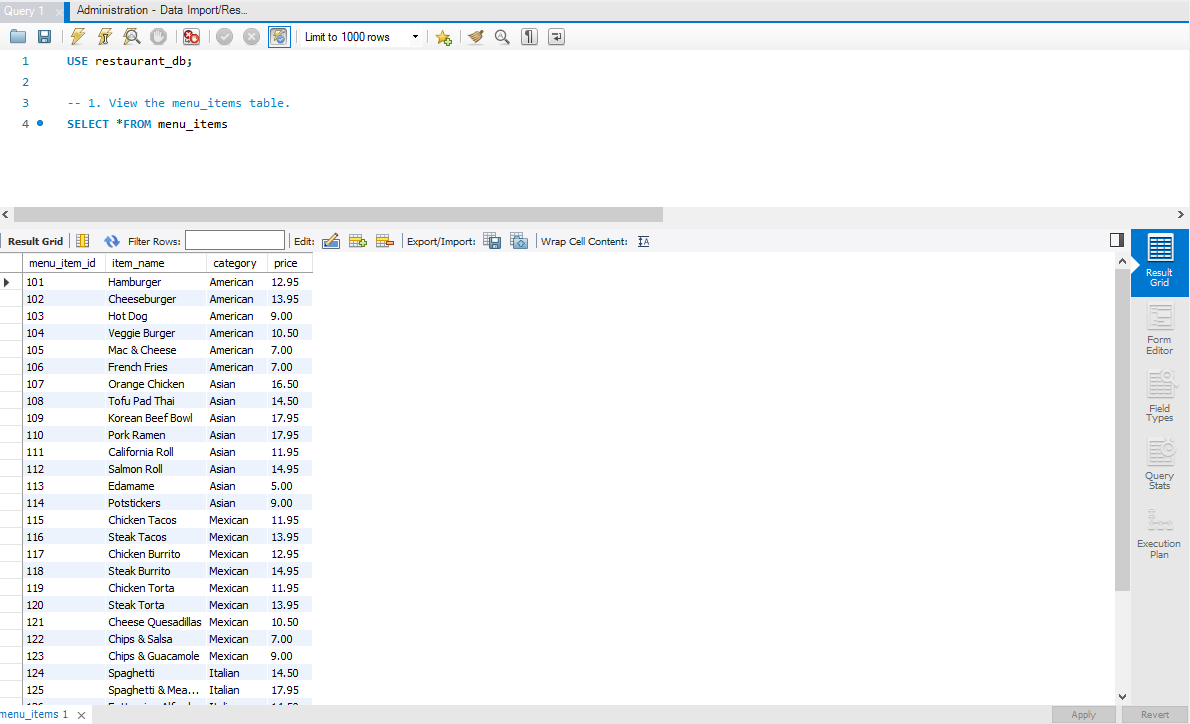 Query 1
Administration - Data Import/Res...
Limit to 1000 rows
1 USE restaurant_db;
2
3 -- 1. View the menu_items table.
4 SELECT *FROM menu_items
Result Grid Filter Rows: Edit: Export/Import: Wrap Cell Content:
menu_item_id item_name category price
101 Hamburger American 12.95
102 Cheeseburger American 13.95
103 Hot Dog American 9.00
104 Veggie Burger American 10.50
105 Mac & Cheese American 7.00
106 French Fries American 7.00
107 Orange Chicken Asian 16.50
108 Tofu Pad Thai Asian 14.50
109 Korean Beef Bowl Asian 17.95
110 Pork Ramen Asian 17.95
111 California Roll Asian 11.95
112 Salmon Roll Asian 14.95
113 Edamame Asian 5.00
114 Potstickers Asian 9.00
115 Chicken Tacos Mexican 11.95
116 Steak Tacos Mexican 13.95
117 Chicken Burrito Mexican 12.95
118 Steak Burrito Mexican 14.95
119 Chicken Torta Mexican 11.95
120 Steak Torta Mexican 13.95
121 Cheese Quesadillas Mexican 10.50
122 Chips & Salsa Mexican 7.00
123 Chips & Guacamole Mexican 9.00
124 Spaghetti Italian 14.50
125 Spaghetti & Mea... Italian 17.95
Result
Grid
Form
Editor
Field
Types
Query
Stats
Execution
Plan
menu_items 1
Apply Revert